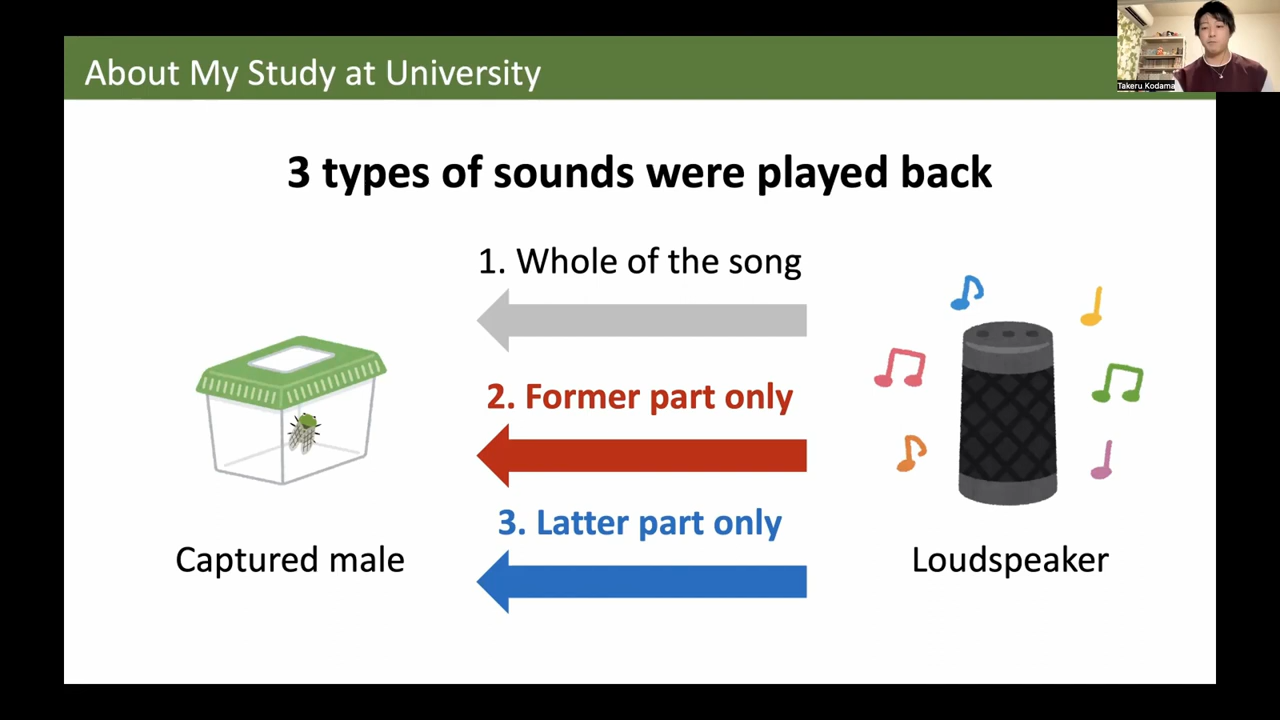 About My Study at University
Takeru Kodama
3 types of sounds were played back
1. Whole of the song
2. Former part only
3. Latter part only
Captured male
Loudspeaker